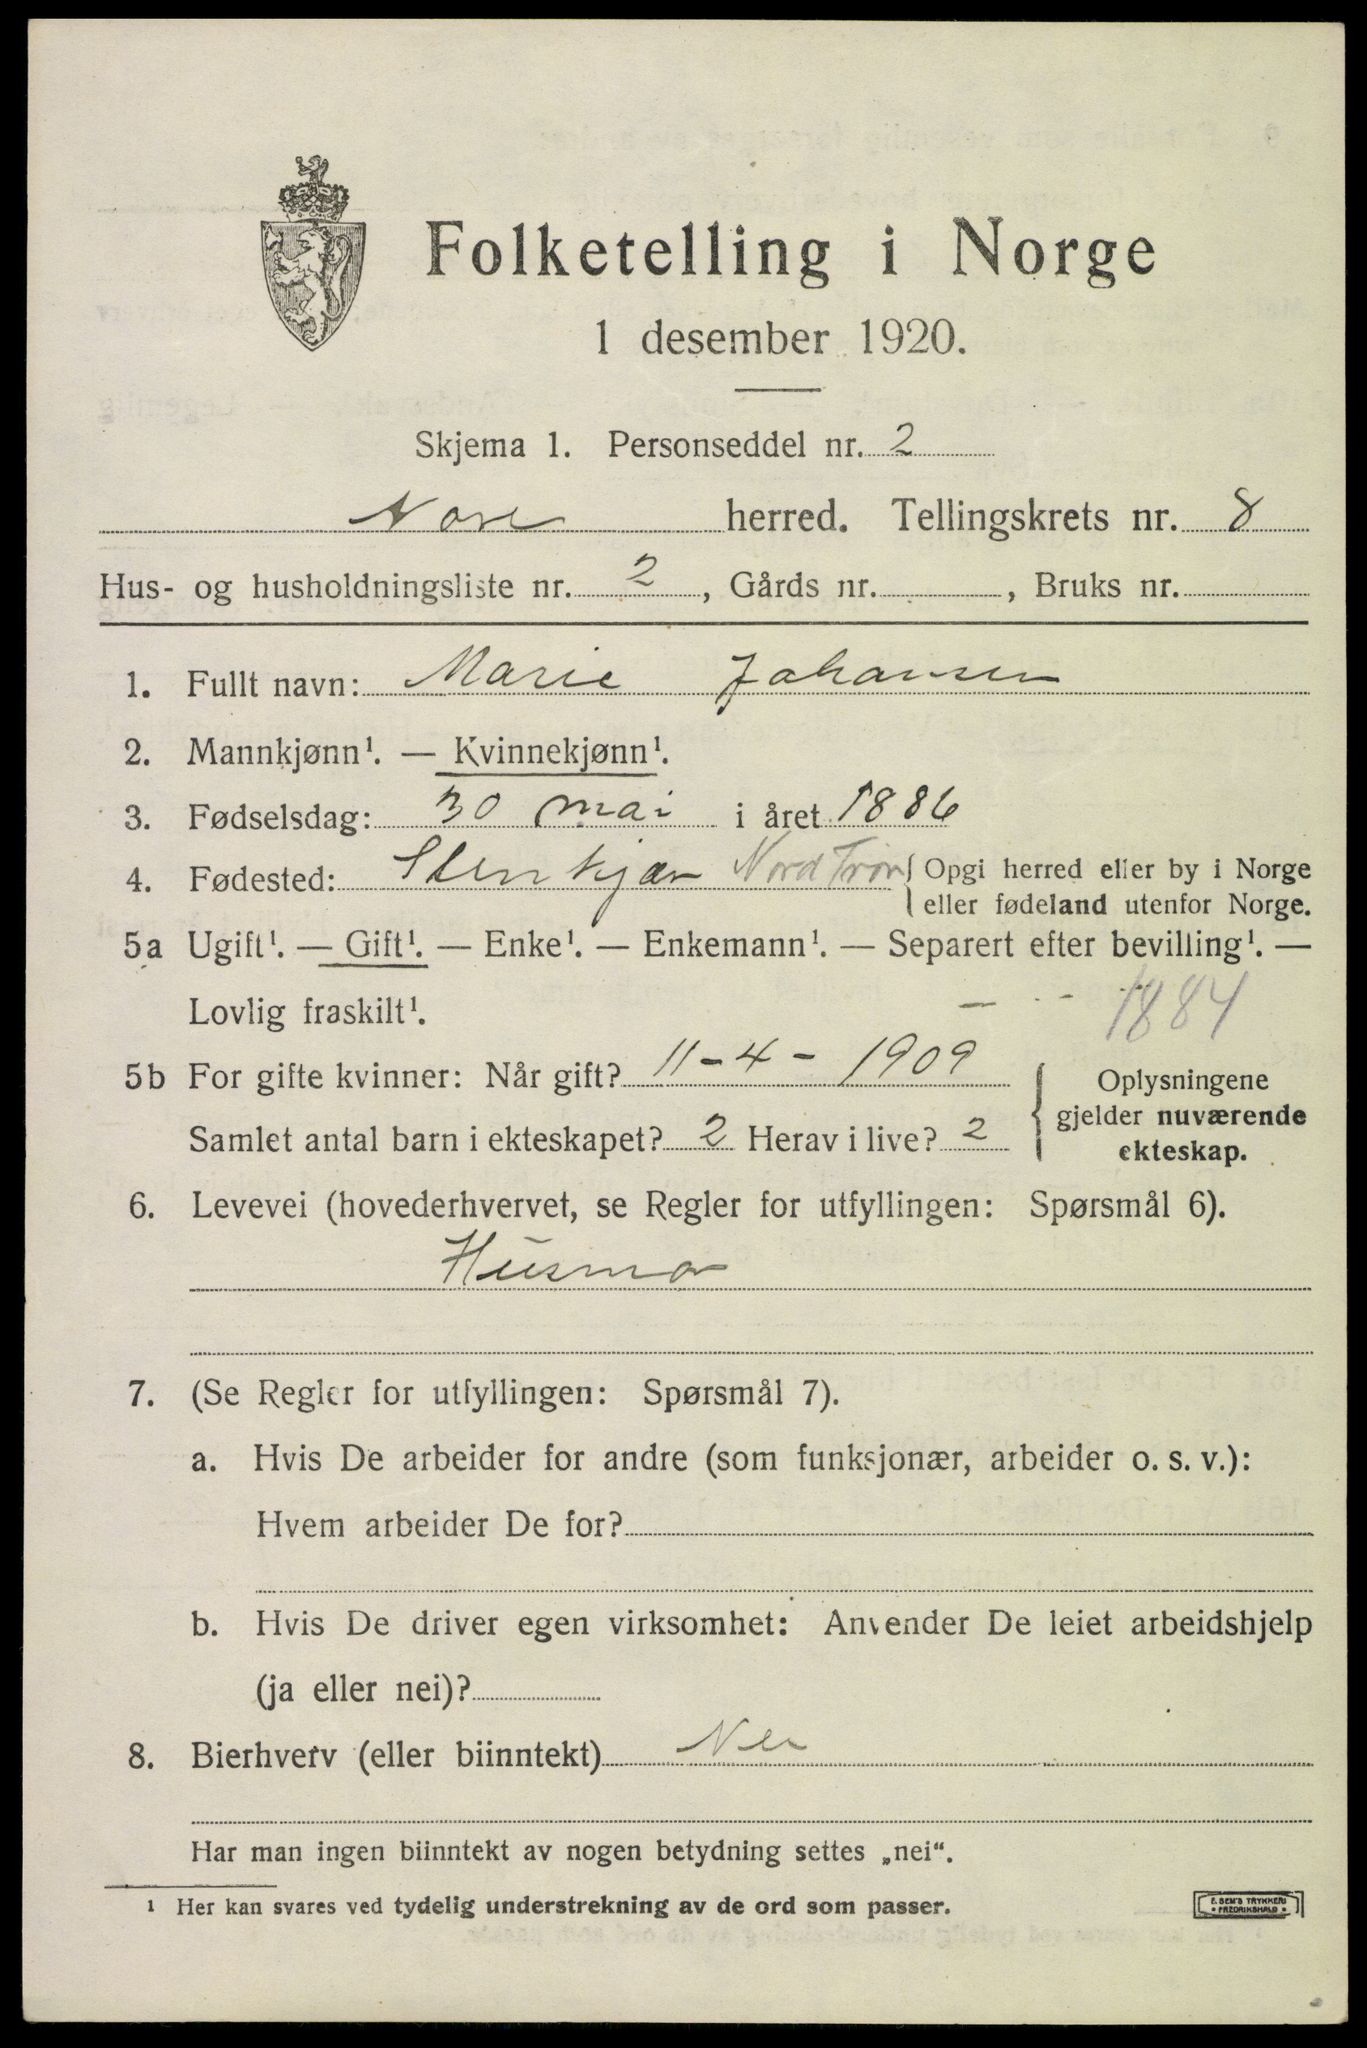 Folketelling i Norge
1 desember 1920.
Skjema 1. Personseddel nr. 2
Nore herred. Tellingskrets nr. 8
Hus- og husholdningsliste nr. 2, Gårds nr. , Bruks nr.
1. Fullt navn: Marie Johansen
2. Mannkjønn¹. — Kvinnekjønn¹.
3. Fødselsdag: 30 mai i året 1886
4. Fødested: Stenkjær Nord Trøn { Opgi herred eller by i Norge
eller fødeland utenfor Norge.
5a Ugift¹. — Gift¹. — Enke¹. — Enkemann¹. — Separert efter bevilling¹. —
Lovlig fraskilt¹. 1884
5b For gifte kvinner: Når gift? 11-4-1909
Samlet antal barn i ekteskapet? 2 Herav i live? 2
Oplysningene
gjelder nuværende
ekteskap.
6. Levevei (hovederhvervet, se Regler for utfyllingen: Spørsmål 6).
Husmor
7. (Se Regler for utfyllingen: Spørsmål 7).
a. Hvis De arbeider for andre (som funksjonær, arbeider o. s. v.):
Hvem arbeider De for?
b. Hvis De driver egen virksomhet: Anvender De leiet arbeidshjelp
(ja eller nei)?
8. Bierhverv (eller biinntekt) Nei
Har man ingen biinntekt av nogen betydning settes „nei“.
¹ Her kan svares ved tydelig understrekning av de ord som passer.
E. SEM'S TRYKKERI
FREDRIKSHALD